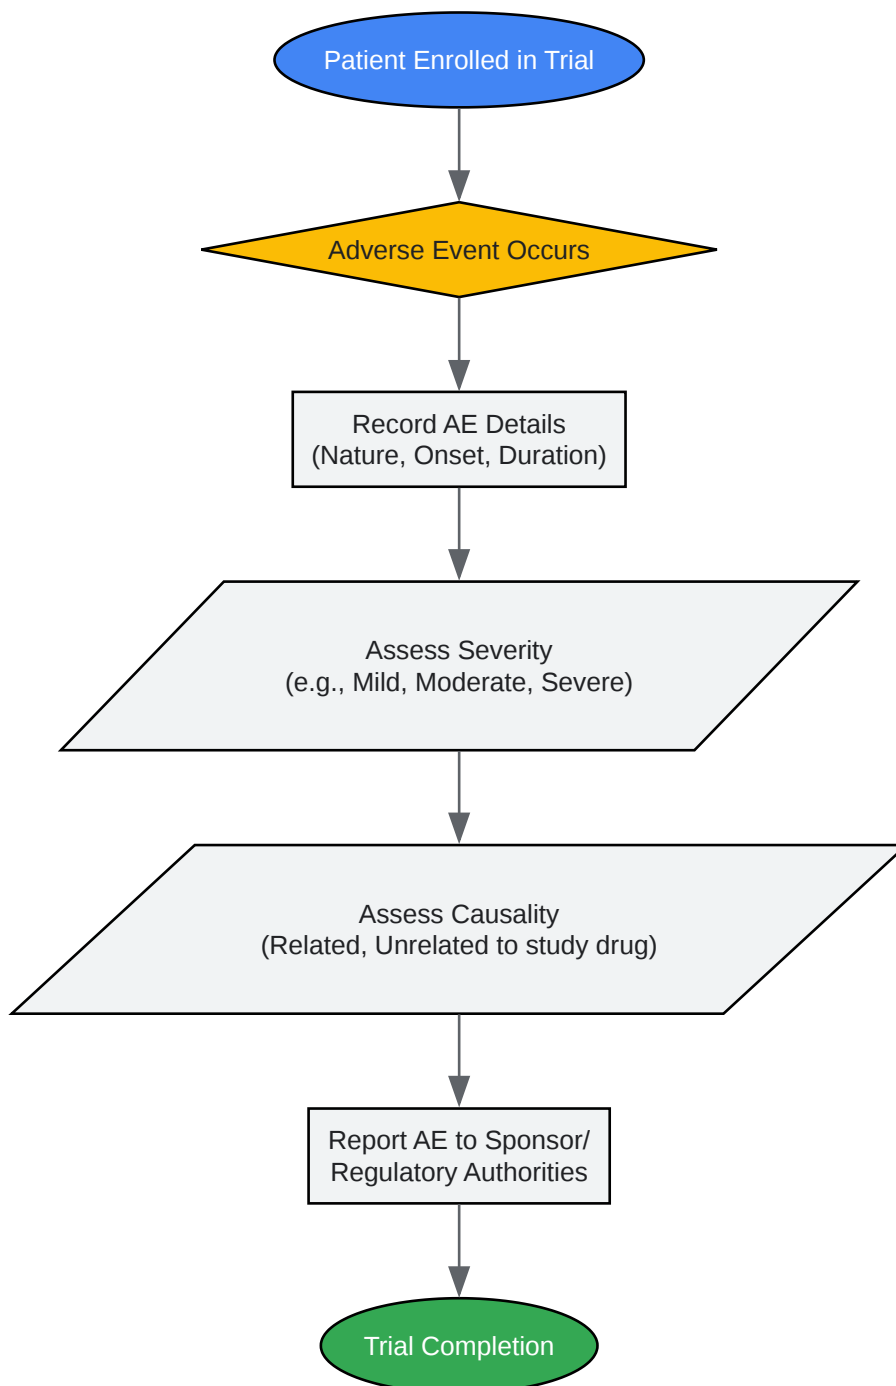 Patient Enrolled in Trial
Adverse Event Occurs
Record AE Details
(Nature, Onset, Duration)
Assess Severity
(e.g., Mild, Moderate, Severe)
Assess Causality
(Related, Unrelated to study drug)
Report AE to Sponsor/
Regulatory Authorities
Trial Completion